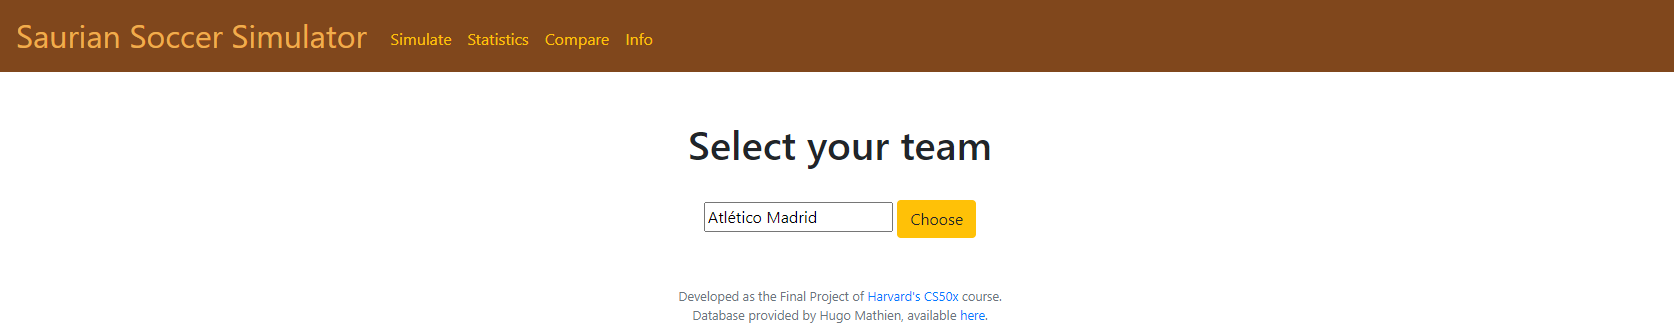 Saurian Soccer Simulator Simulate Statistics Compare Info
Select your team
Atlético Madrid Choose
Developed as the Final Project of Harvard's CS50x course.
Database provided by Hugo Mathien, available here.